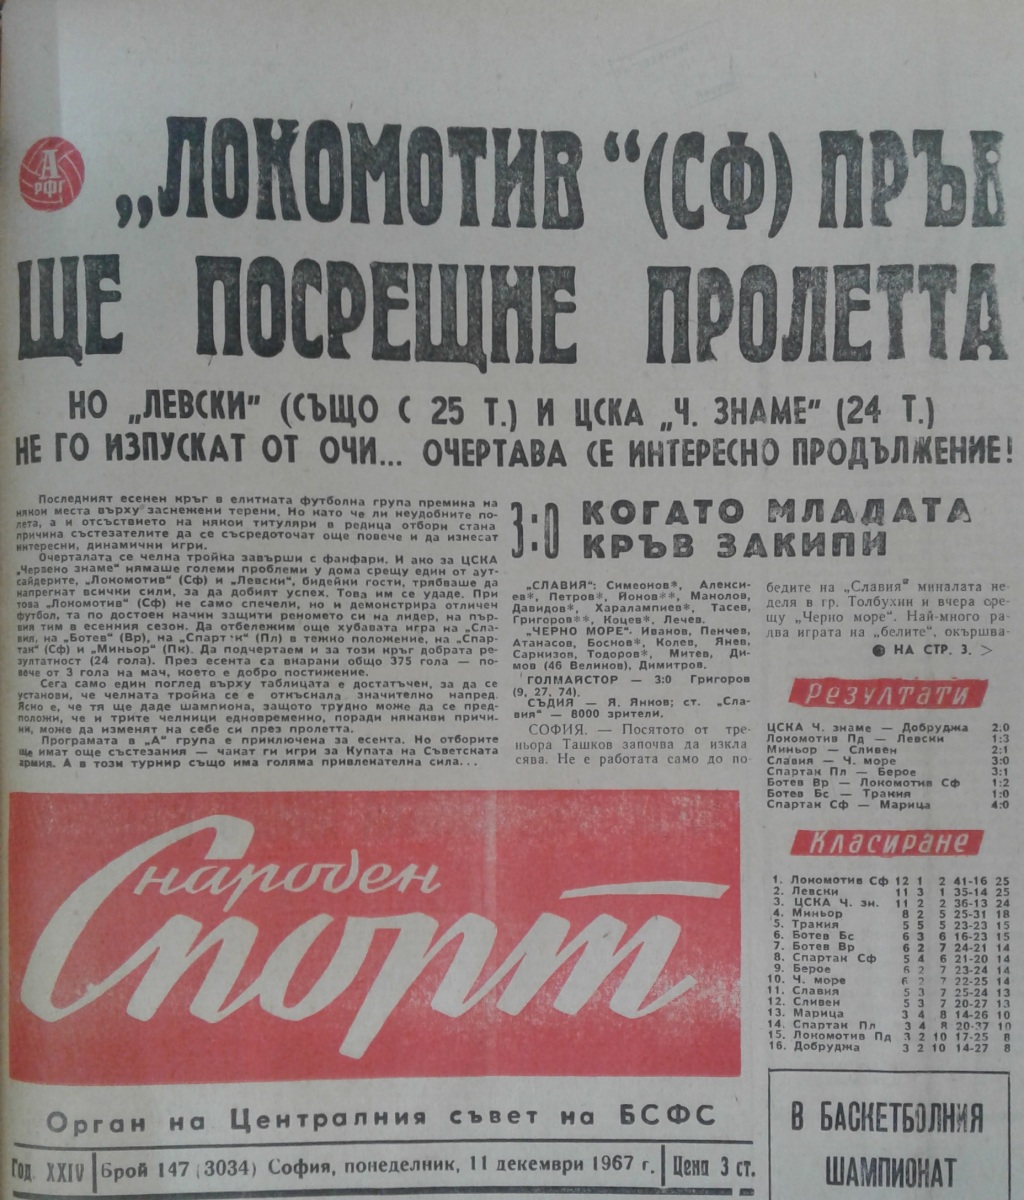 А
РФГ
„ЛОКОМОТИВ“ (СФ) ПРЪВ
ЩЕ ПОСРЕЩНЕ ПРОЛЕТТА
НО „ЛЕВСКИ" (СЪЩО С 25 Т.) И ЦСКА „Ч. ЗНАМЕ" (24 Т.)
НЕ ГО ИЗПУСКАТ ОТ ОЧИ... ОЧЕРТАВА СЕ ИНТЕРЕСНО ПРОДЪЛЖЕНИЕ!
Последният есенен кръг в елитната футболна група премина на
някои места върху заснежени терени. Но като че ли неудобните по-
лета, а и отсъствието на някои титуляри в редица отбори стана
причина състезателите да се съсредоточат още повече и да изнесат
интересни, динамични игри.
Очерталата се челна тройка завърши с фанфари. И ако за ЦСКА
„Червено знаме" нямаше големи проблеми у дома срещу един от аут-
сайдерите, „Локомотив" (Сф) и „Левски", бидейки гости, трябваше да
напрегнат всички сили, за да добият успех. Това им се удаде. При
това „Локомотив" (Сф) не само спечели, но и демонстрира отличен
футбол, та по достоен начин защити реномето си на лидер, на пър-
вия тим в есенния сезон. Да отбележим още хубавата игра на „Сла-
вия, на „Ботев" (Вр), на „Спартак" (Пл) в тежко положение, на „Спар-
так" (Сф) и „Миньор" (Пк). Да подчертаем и за този кръг добрата ре-
зултатност (24 гола). През есента са вкарани общо 375 гола — по-
вече от 3 гола на мач, което е добро постижение.
Сега само един поглед върху таблицата е достатъчен, за да се
установи, че челната тройка се е откъснала значително напред.
Ясно е, че тя ще даде шампиона, защото трудно може да се пред-
положи, че и трите челници едновременно, поради някакви причи-
ни, може да изменят на себе си през пролетта.
Програмата в „А" група е приключена за есента. Но отборите
ще имат още състезания — чакат ги игри за Купата на Съветската
армия. А в този турнир също има голяма привлекателна сила...
3:0 КОГАТО МЛАДАТА
КРЪВ ЗАКИПИ
„СЛАВИЯ": Симеонов*, Алекси-
ев*, Петров*, Йонов**, Манолов,
Давидов*, Харалампиев*, Тасев,
Григоров**, Коцев*, Лечев.
„ЧЕРНО МОРЕ". Иванов, Пенчев,
Атанасов, Боснов*, Колев, Янев,
Сарнизов, Тодоров*, Митев, Ди-
мов (46 Великов), Димитров.
ГОЛМАЙСТОР — 3:0 Григоров
(9, 27, 74).
СЪДИЯ — Я. Янков; ст. „Сла-
вия" — 8000 зрители.
СОФИЯ. — Посятото от тре-
ньора Ташков започва да изкла
сява. Не е работата само до по-
бедите на „Славия" миналата не-
деля в гр. Толбухин и вчера сре-
щу „Черно море". Най-много ра-
два играта на „белите", окършва-
НА СТР. 3. >
Резултати
ЦСКА Ч. знаме — Добруджа 2:0
Локомотив Пд — Левски 1:3
Миньор — Сливен 2:1
Славия — Ч. море 3:0
Спартак Пл — Берое 3:1
Ботев Вр — Локомотив Сф 1:2
Ботев Бс — Тракия 1:0
Спартак Сф — Марица 4:0
Класиране
1. Локомотив Сф 12 1 2 41-16 25
2. Левски 11 3 1 35-14 25
3. ЦСКА Ч. зн. 11 2 2 36-13 24
4. Миньор 8 2 5 25-31 18
5. Тракия 5 5 5 23-23 15
6. Ботев Бс 6 3 6 16-23 15
7. Ботев Вр 6 2 7 24-21 14
8. Спартак Сф 5 4 6 21-20 14
9. Берое 6 2 7 23-24 14
10. Ч. море 6 2 7 22-25 14
11. Славия 5 3 7 25-24 13
12. Сливен 5 3 7 20-27 13
13. Марица 3 4 8 14-26 10
14. Спартак Пл 3 4 8 20-37 10
15. Локомотив Пд 3 2 10 17-25 8
16. Добруджа 3 2 10 14-27 8
народен
Спорт
Орган на Централния съвет на БСФС
Год. XXIV Брой 147 (3034) София, понеделник, 11 декември 1967 г. Цена 3 ст.
В БАСКЕТБОЛНИЯ
ШАМПИОНАТ